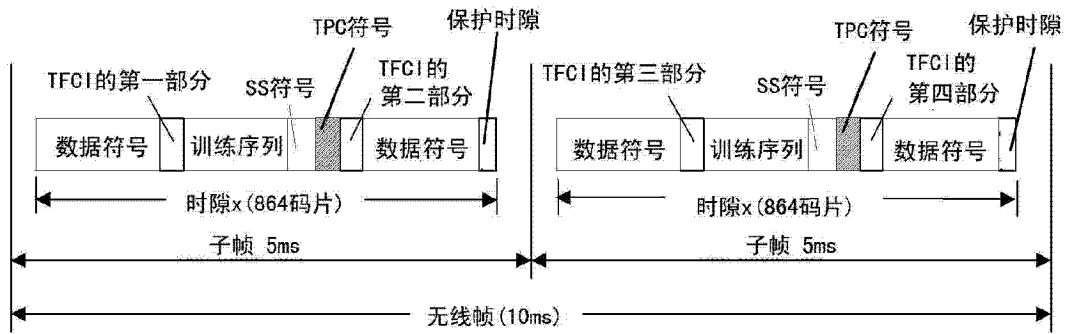 TPC符号
保护时隙
TFCI的第一部分
SS符号
TFCI的
第二部分
数据符号
训练序列
数据符号
时隙x(864码片)
子帧 5ms
TPC符号
保护时隙
TFCI的第三部分
SS符号
TFCI的
第四部分
数据符号
训练序列
数据符号
时隙x(864码片)
子帧 5ms
无线帧(10ms)